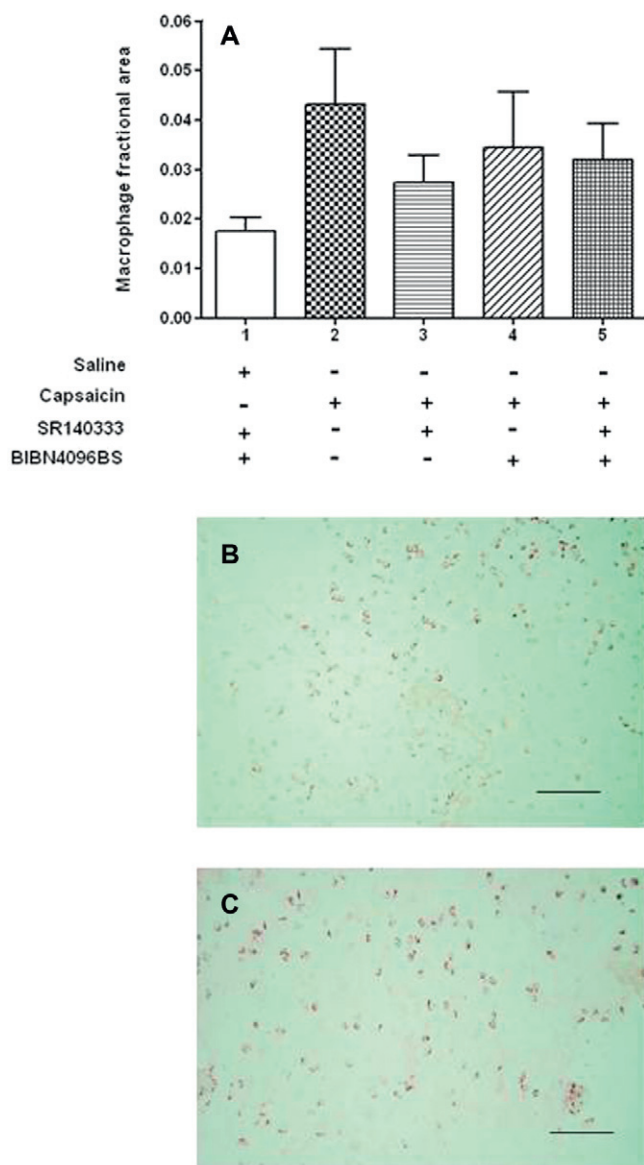 A
Macrophage fractional area
0.06
0.05
0.04
0.03
0.02
0.01
0.00
1 2 3 4 5
Saline + - - - -
Capsaicin - + + + +
SR140333 + - + - +
BIBN4096BS + - - + +
B
C